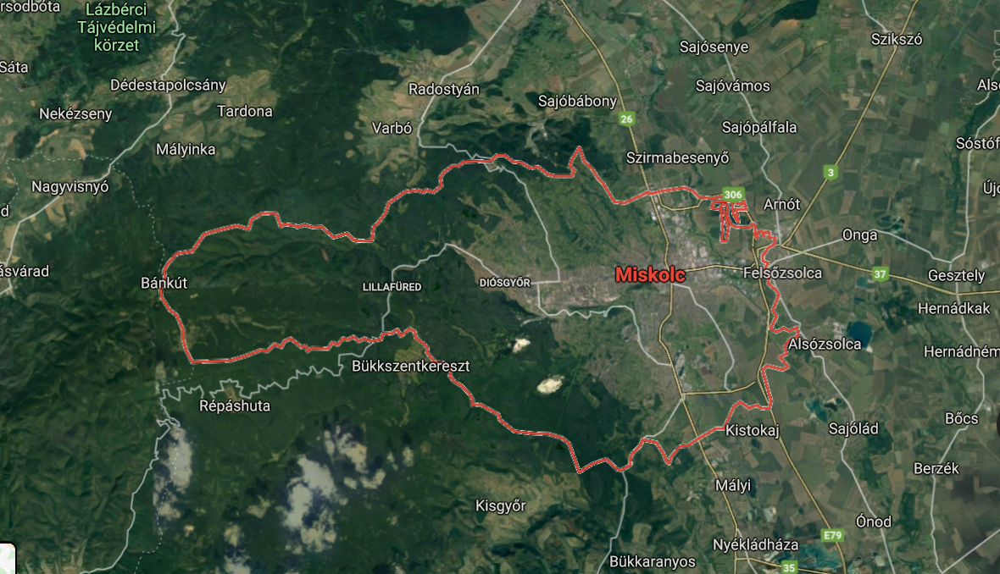 rsodbóta
Lázbérci
Tájvédelmi
körzet
Szikszó
Sajósenye
Sáta
Dédestapolcsány
Radostyán
Sajóvámos
Als
Nekézseny
Tardona
Sajóbábony
26
Varbó
Sajópálfala
Mályinka
Szirmabesenyő
Sóstóf
Nagyvisnyó
3
Új
d
306
Arnót
Onga
ásvárad
Bánkút
LILLAFÜRED
DIÓSGYŐR
Miskolc
Felsőzsolca
37
Gesztely
Hernádkak
Alsózsolca
Hernádném
Bükkszentkereszt
Répáshuta
Kistokaj
Sajólád
Bőcs
Berzék
Mályi
Kisgyőr
Ónod
E79
Nyékládháza
Bükkaranyos
35